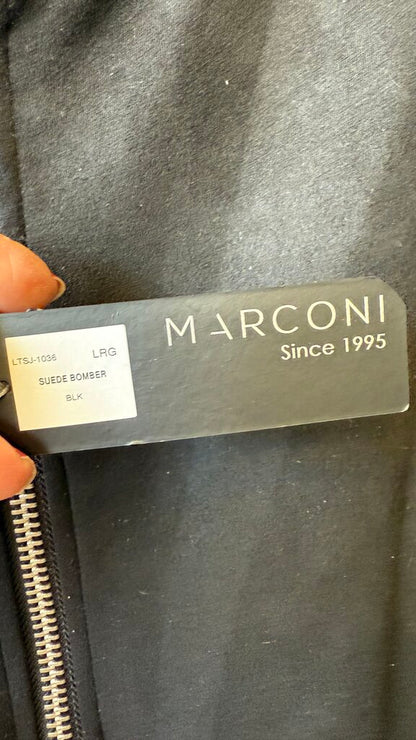 MARCONI
Since 1995
LTSJ-1036 LRG
SUEDE BOMBER
BLK